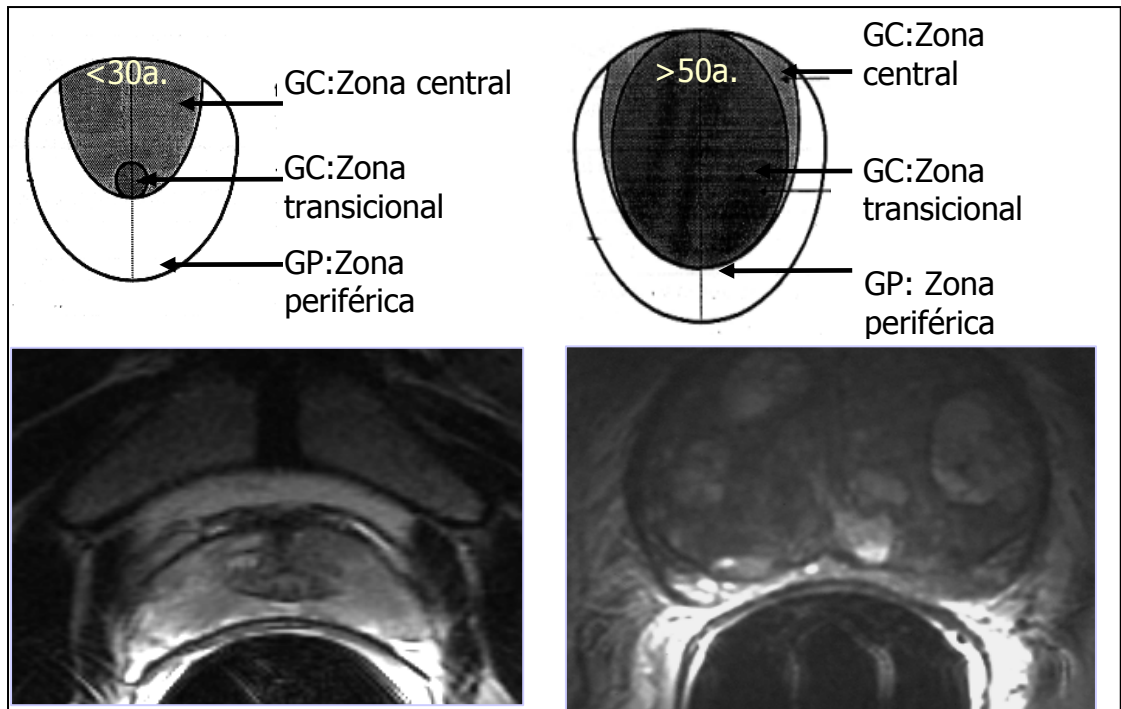 <30a.
GC:Zona central
GC:Zona
transicional
GP:Zona
periférica
>50a.
GC:Zona
central
GC:Zona
transicional
GP: Zona
periférica